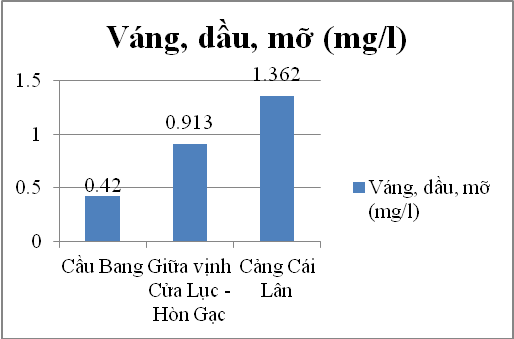 Váng, dầu, mỡ (mg/l)
1.5
1
0.5
0
0.42
0.913
1.362
Cầu Bang
Giữa vịnh
Cửa Lục -
Hòn Gạc
Cảng Cái
Lân
Váng, dầu, mỡ
(mg/l)